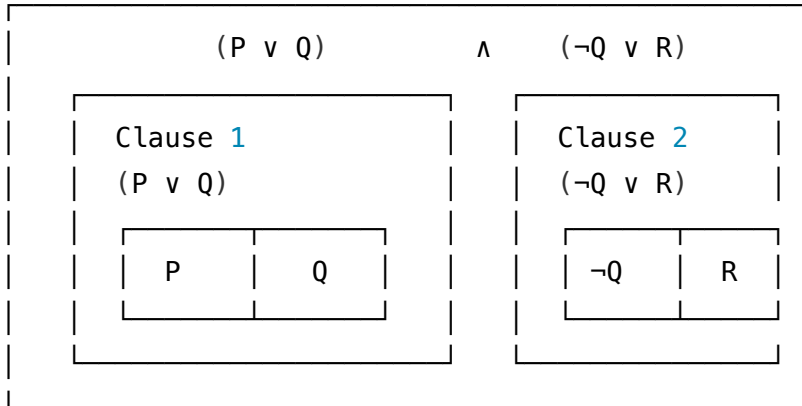 (P ∨ Q) ∧ (¬Q ∨ R)
Clause 1 Clause 2
(P ∨ Q) (¬Q ∨ R)
P Q ¬Q R